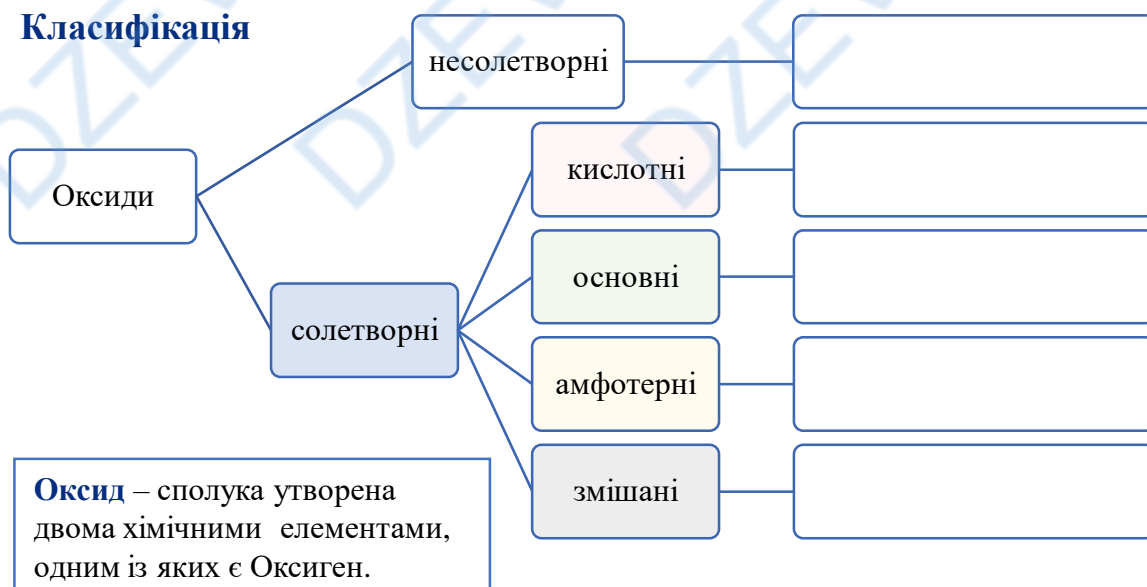 Класифікація
несолетворні
Оксиди
кислотні
основні
солетворні
амфотерні
змішані
Оксид – сполука утворена
двома хімічними елементами,
одним із яких є Оксиген.